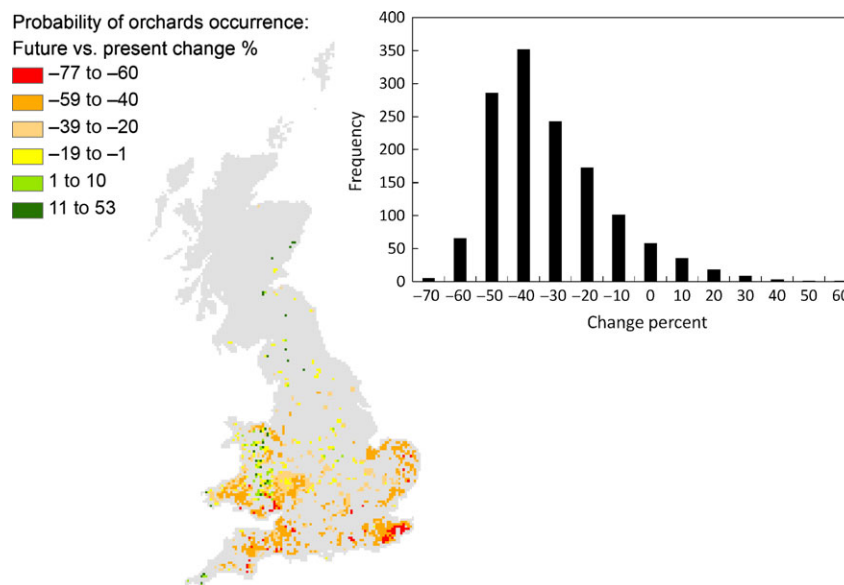 Probability of orchards occurrence:
Future vs. present change %
–77 to –60
–59 to –40
–39 to –20
–19 to –1
1 to 10
11 to 53
400
350
300
250
200
150
100
50
0
Frequency
–70 –60 –50 –40 –30 –20 –10 0 10 20 30 40 50 60
Change percent